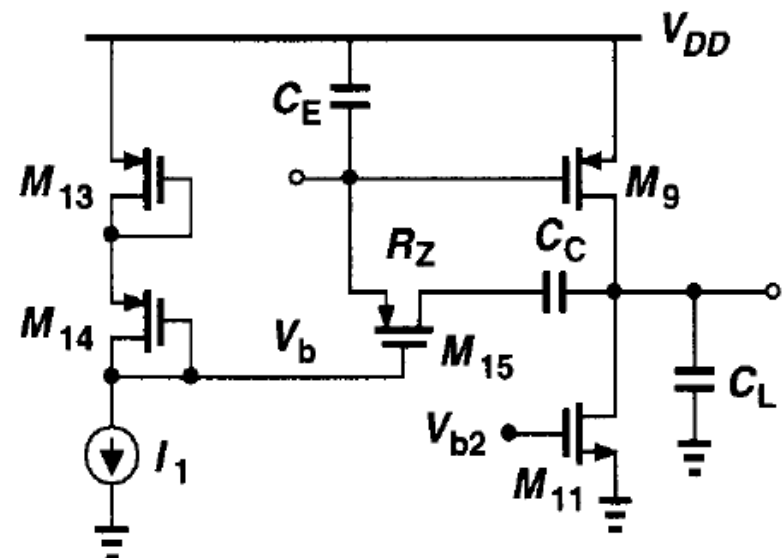 V_DD
C_E
M_13
M_9
R_Z
C_C
M_14
V_b
M_15
C_L
V_b2
I_1
M_11